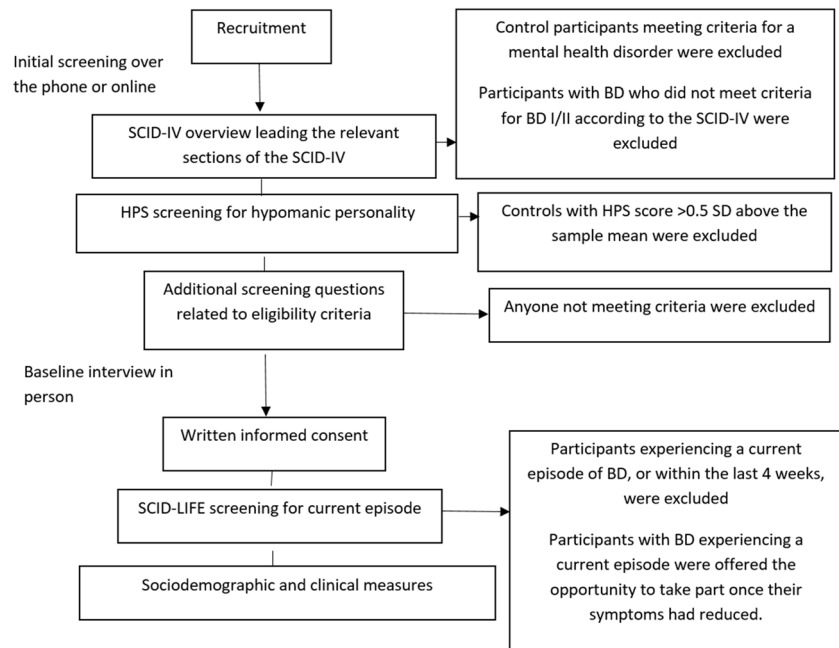 Recruitment
Initial screening over
the phone or online
Control participants meeting criteria for a
mental health disorder were excluded
Participants with BD who did not meet criteria
for BD I/II according to the SCID-IV were
excluded
SCID-IV overview leading the relevant
sections of the SCID-IV
HPS screening for hypomanic personality
Controls with HPS score >0.5 SD above the
sample mean were excluded
Additional screening questions
related to eligibility criteria
Anyone not meeting criteria were excluded
Baseline interview in
person
Written informed consent
Participants experiencing a current
episode of BD, or within the last 4 weeks,
were excluded
Participants with BD experiencing a
current episode were offered the
opportunity to take part once their
symptoms had reduced.
SCID-LIFE screening for current episode
Sociodemographic and clinical measures